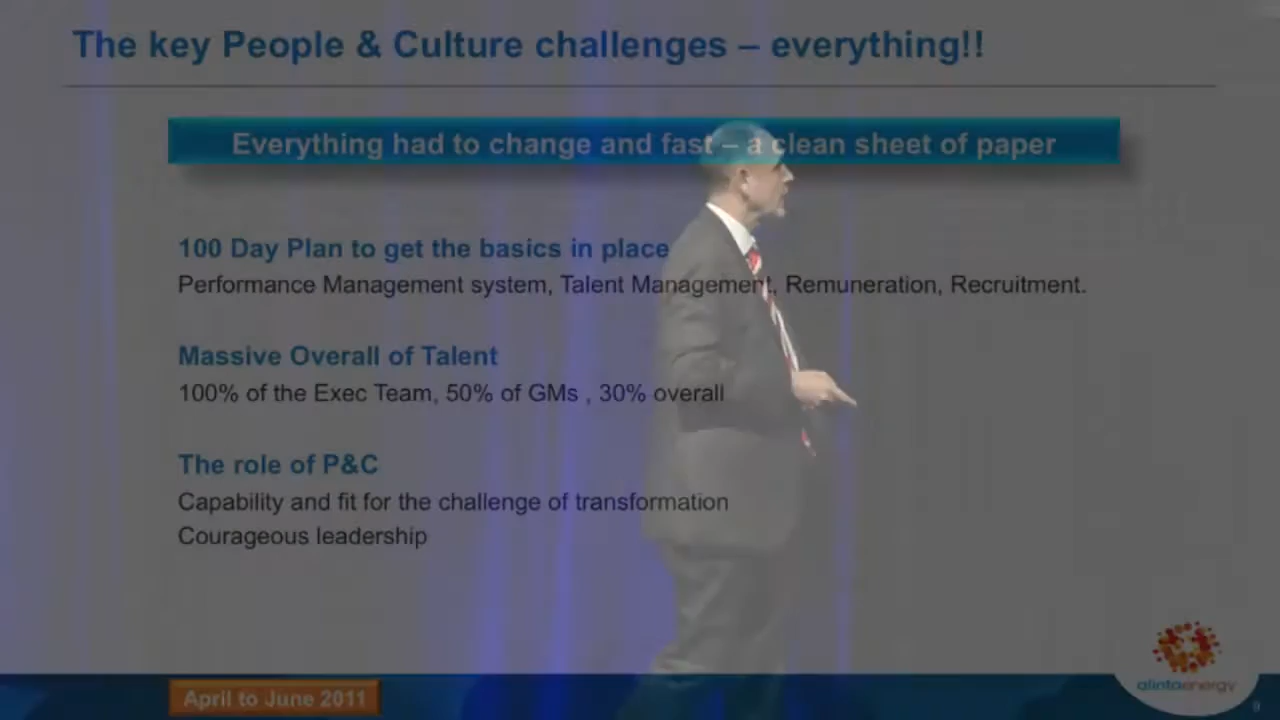 The key People & Culture challenges – everything!!
Everything had to change and fast – a clean sheet of paper
100 Day Plan to get the basics in place
Performance Management system, Talent Management, Remuneration, Recruitment.
Massive Overall of Talent
100% of the Exec Team, 50% of GMs , 30% overall
The role of P&C
Capability and fit for the challenge of transformation
Courageous leadership
April to June 2011
alintaenergy
9